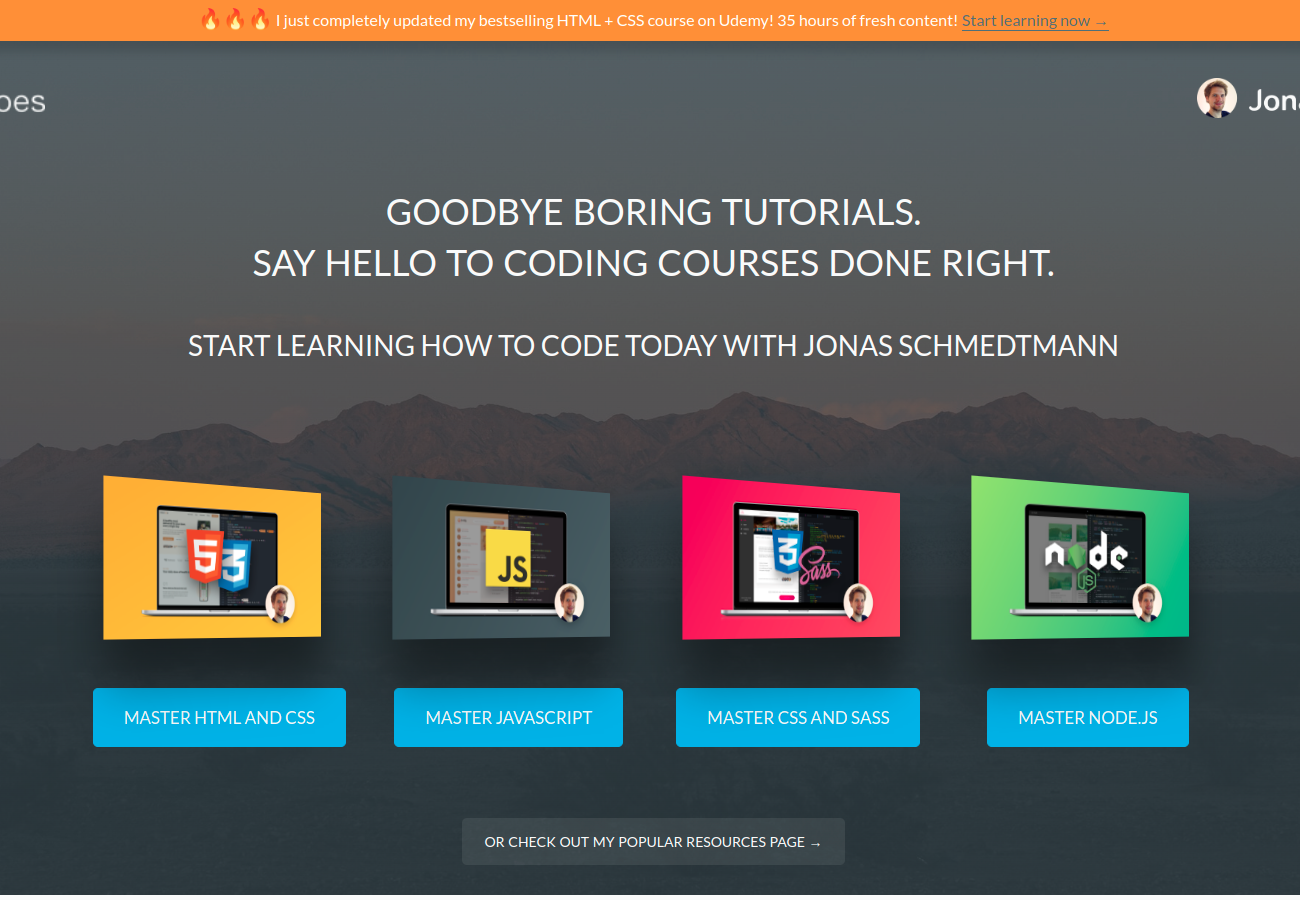 🔥🔥🔥 I just completely updated my bestselling HTML + CSS course on Udemy! 35 hours of fresh content! Start learning now →
oes
Jona
GOODBYE BORING TUTORIALS.
SAY HELLO TO CODING COURSES DONE RIGHT.
START LEARNING HOW TO CODE TODAY WITH JONAS SCHMEDTMANN
5 3
JS
3 Sass
node
JS
MASTER HTML AND CSS
MASTER JAVASCRIPT
MASTER CSS AND SASS
MASTER NODE.JS
OR CHECK OUT MY POPULAR RESOURCES PAGE →